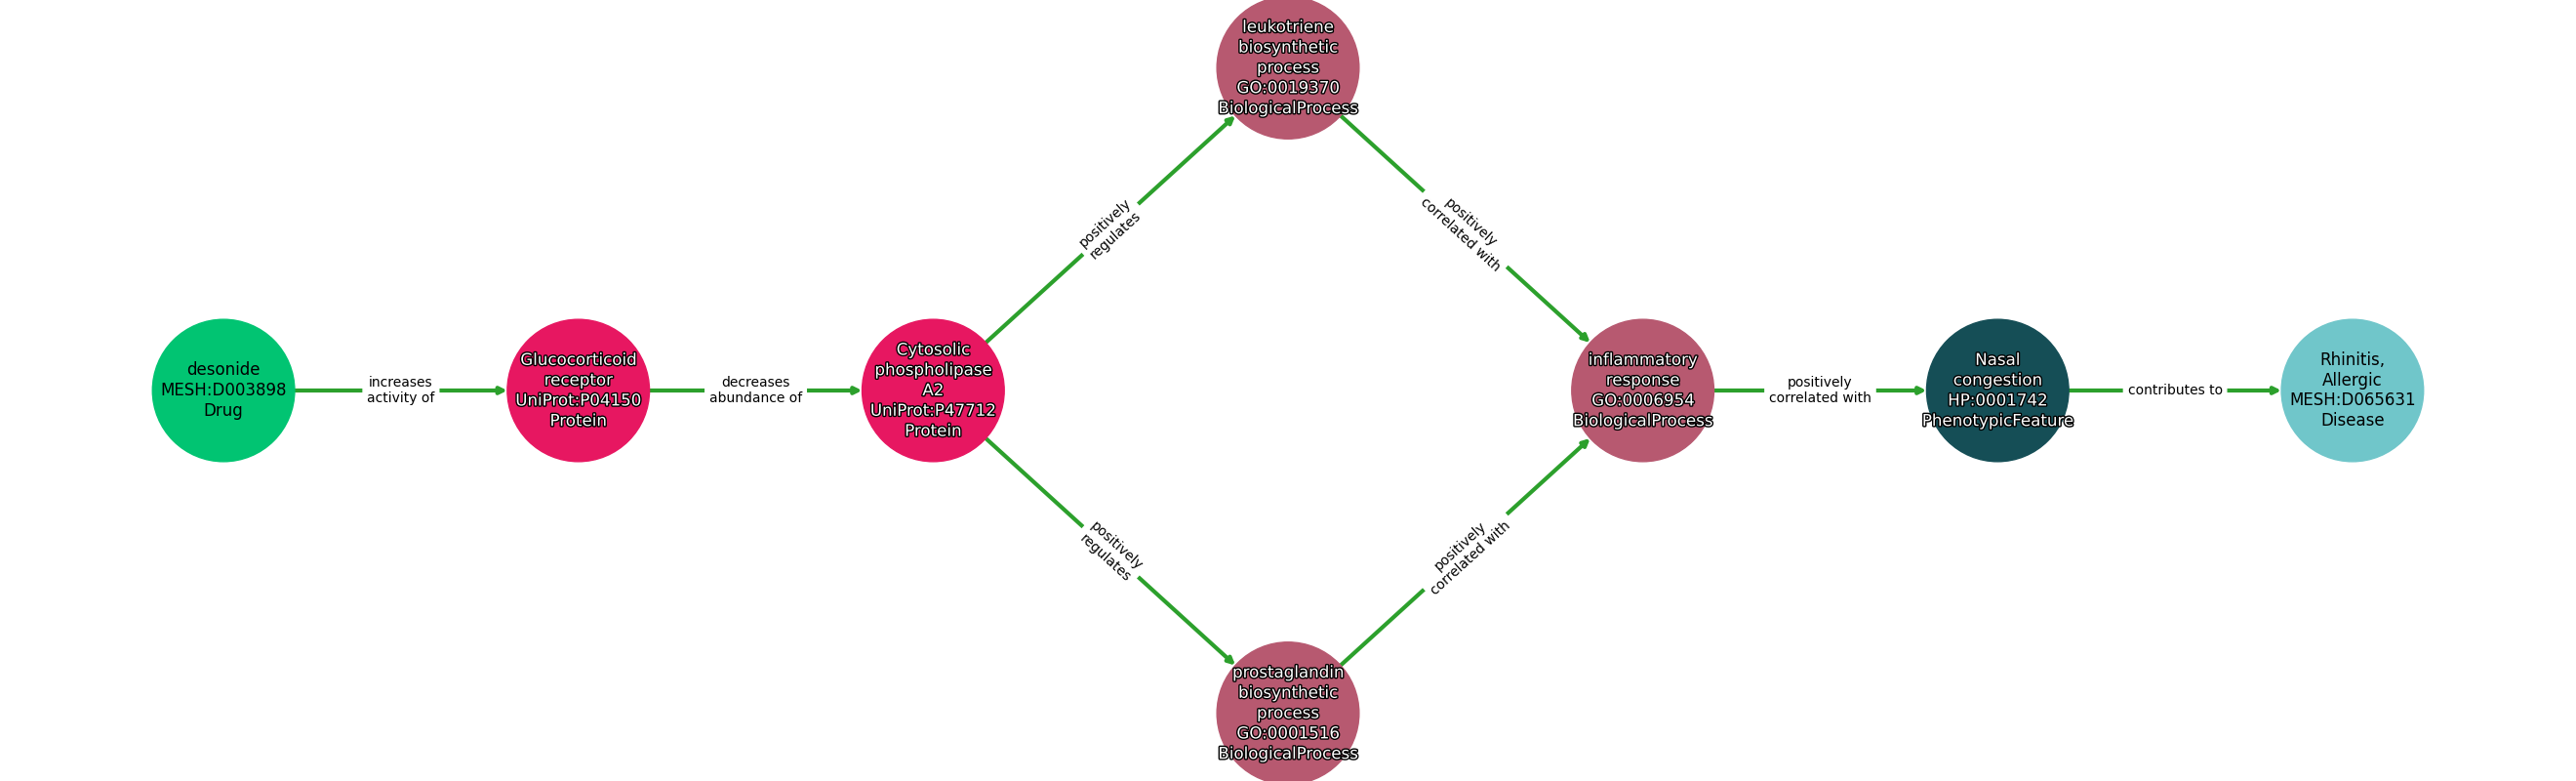 leukotriene
biosynthetic
process
GO:0019370
BiologicalProcess
positively
regulates
positively
correlated with
desonide
MESH:D003898
Drug
increases
activity of
Glucocorticoid
receptor
UniProt:P04150
Protein
decreases
abundance of
Cytosolic
phospholipase
A2
UniProt:P47712
Protein
inflammatory
response
GO:0006954
BiologicalProcess
positively
correlated with
Nasal
congestion
HP:0001742
PhenotypicFeature
contributes to
Rhinitis,
Allergic
MESH:D065631
Disease
positively
regulates
positively
correlated with
prostaglandin
biosynthetic
process
GO:0001516
BiologicalProcess